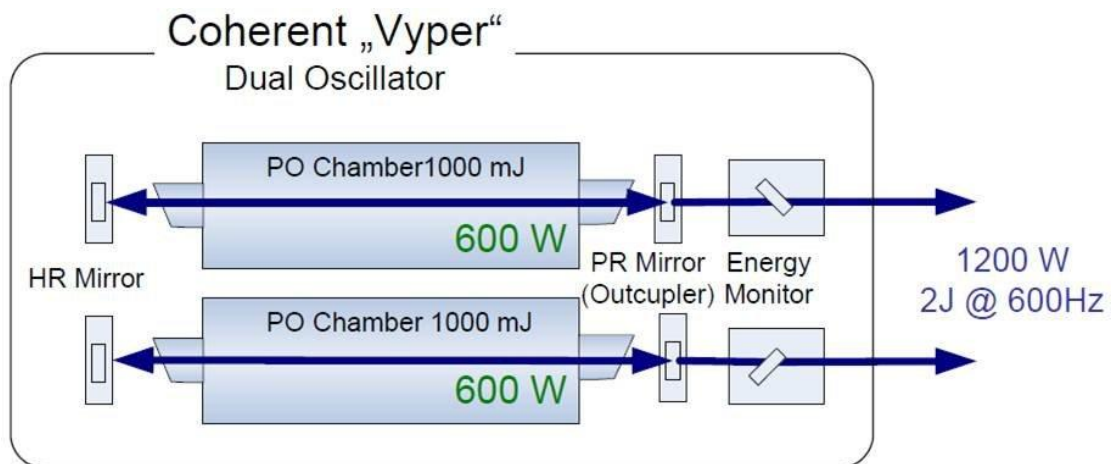 Coherent „Vyper“
Dual Oscillator
PO Chamber1000 mJ
600 W
HR Mirror
PR Mirror
(Outcupler)
Energy
Monitor
1200 W
2J @ 600Hz
PO Chamber 1000 mJ
600 W